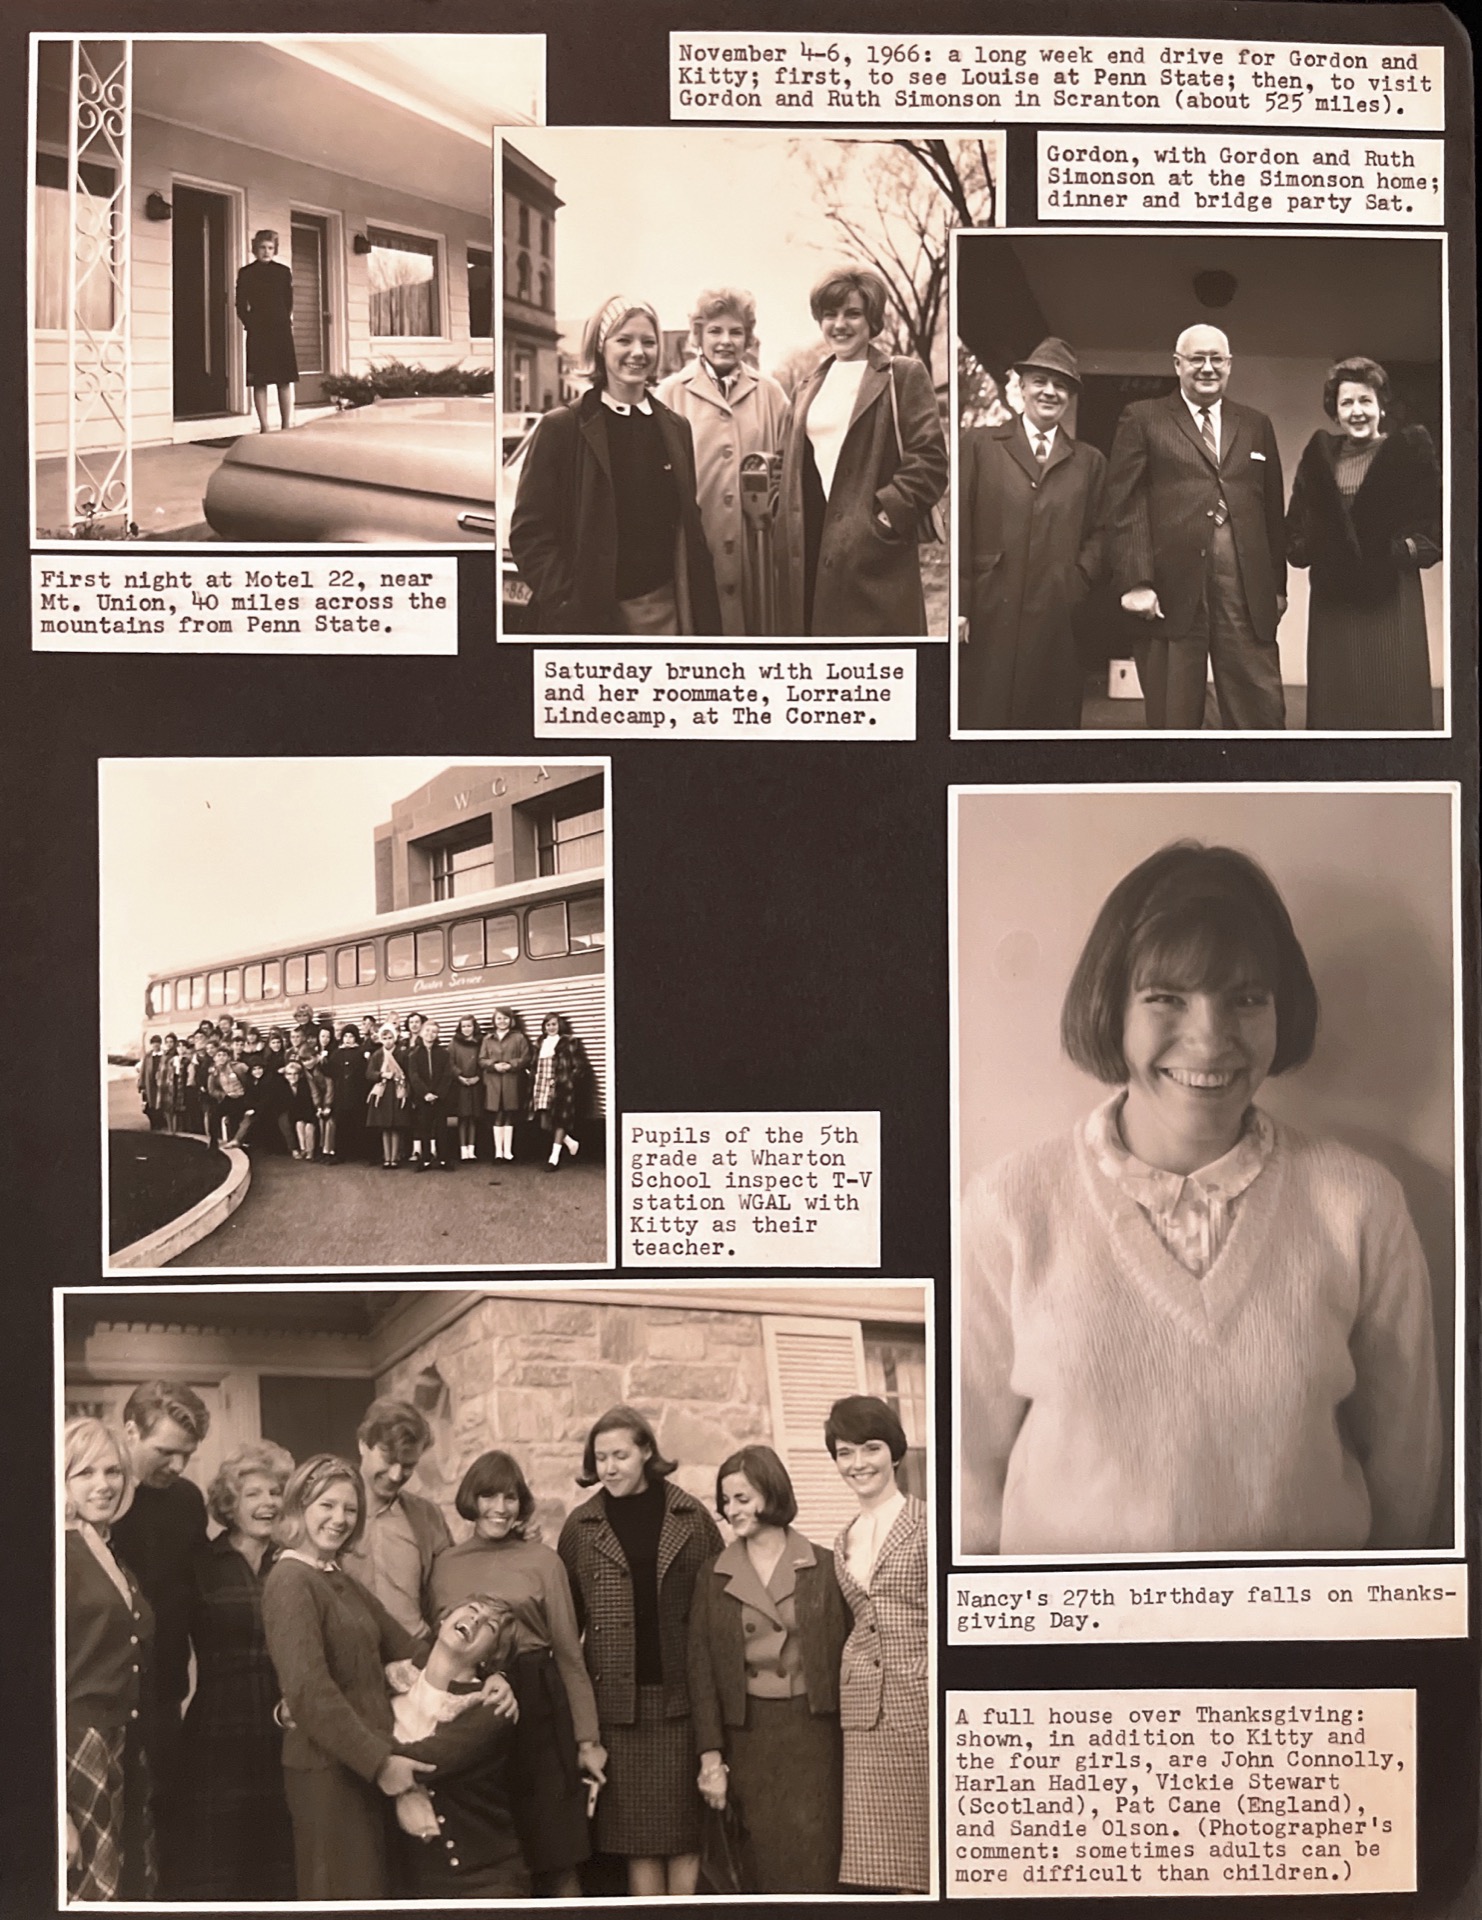 November 4-6, 1966: a long week end drive for Gordon and
Kitty; first, to see Louise at Penn State; then, to visit
Gordon and Ruth Simonson in Scranton (about 525 miles).
Gordon, with Gordon and Ruth
Simonson at the Simonson home;
dinner and bridge party Sat.
First night at Motel 22, near
Mt. Union, 40 miles across the
mountains from Penn State.
Saturday brunch with Louise
and her roommate, Lorraine
Lindecamp, at The Corner.
W G A
Charter Service
Pupils of the 5th
grade at Wharton
School inspect T-V
station WGAL with
Kitty as their
teacher.
Nancy's 27th birthday falls on Thanks-
giving Day.
A full house over Thanksgiving:
shown, in addition to Kitty and
the four girls, are John Connolly,
Harlan Hadley, Vickie Stewart
(Scotland), Pat Cane (England),
and Sandie Olson. (Photographer's
comment: sometimes adults can be
more difficult than children.)